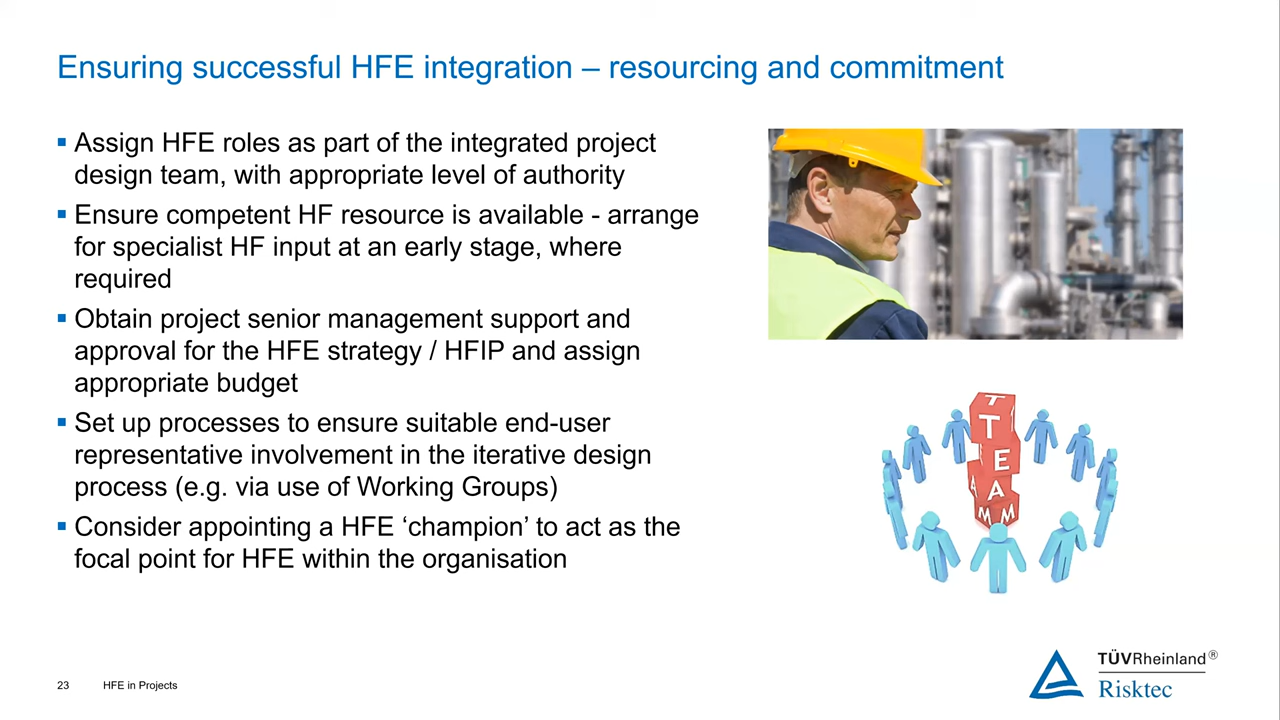 Ensuring successful HFE integration – resourcing and commitment
▪ Assign HFE roles as part of the integrated project
design team, with appropriate level of authority
▪ Ensure competent HF resource is available - arrange
for specialist HF input at an early stage, where
required
▪ Obtain project senior management support and
approval for the HFE strategy / HFIP and assign
appropriate budget
▪ Set up processes to ensure suitable end-user
representative involvement in the iterative design
process (e.g. via use of Working Groups)
▪ Consider appointing a HFE ‘champion’ to act as the
focal point for HFE within the organisation
T
T
E
A A
M M
23 HFE in Projects
TÜVRheinland®
Risktec